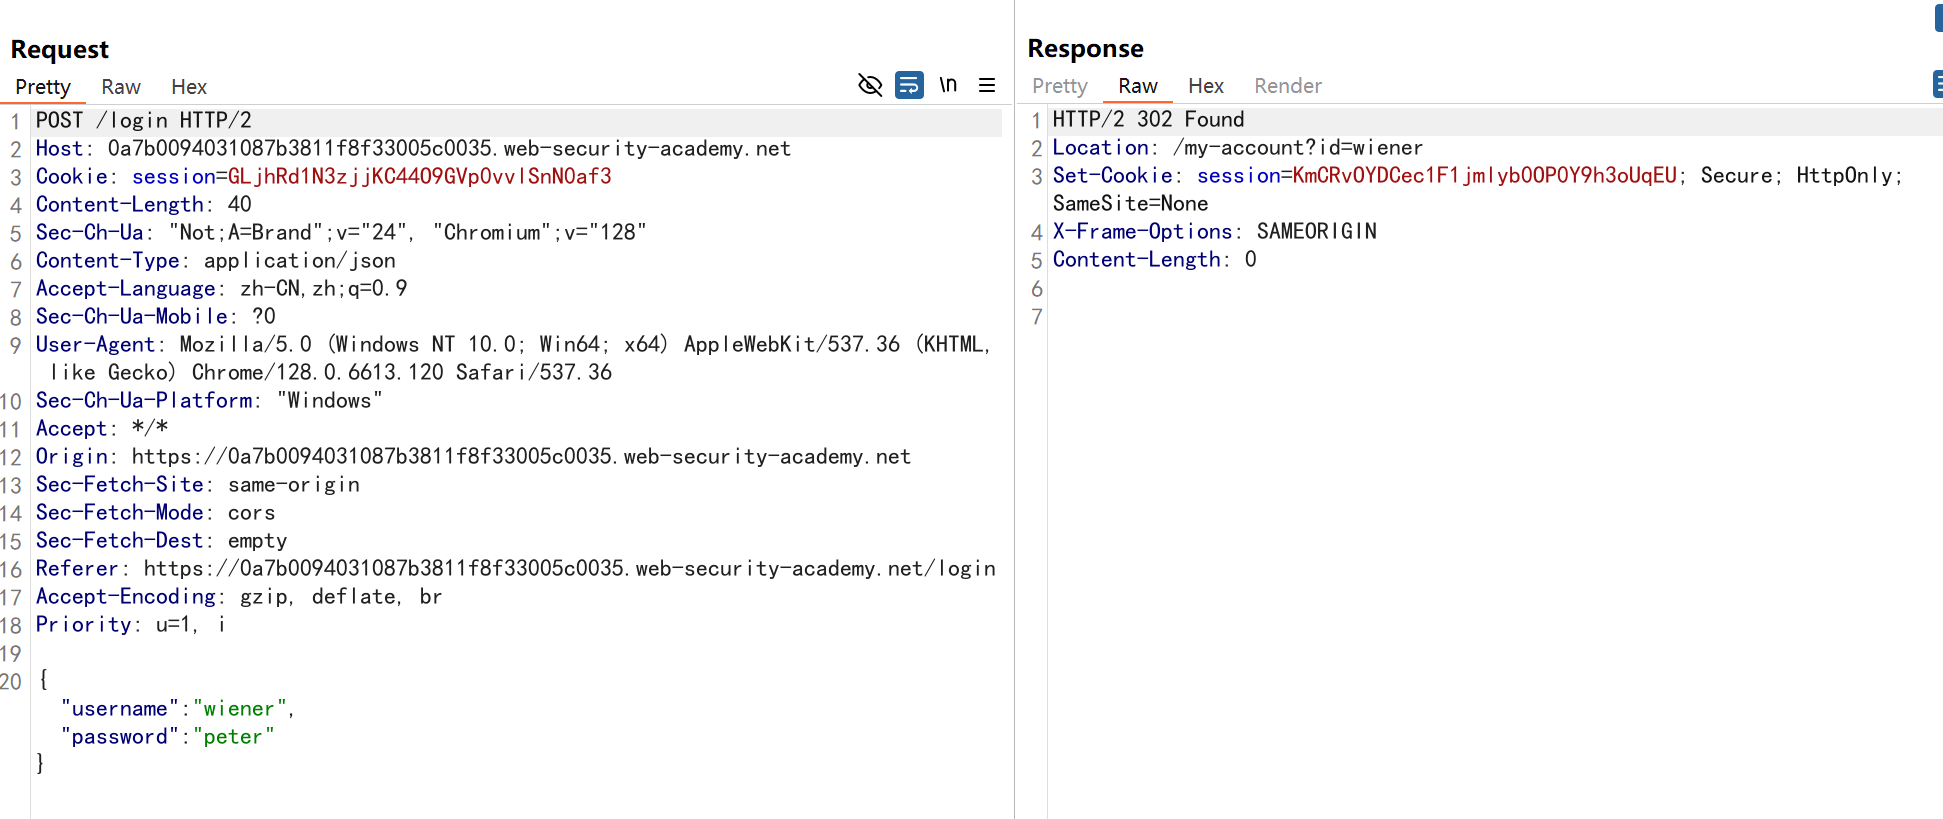 Request
Pretty Raw Hex
\n
1 POST /login HTTP/2
2 Host: 0a7b0094031087b3811f8f33005c0035.web-security-academy.net
3 Cookie: session=GLjhRd1N3zjjKC4409GVp0vvlSnN0af3
4 Content-Length: 40
5 Sec-Ch-Ua: "Not;A=Brand";v="24", "Chromium";v="128"
6 Content-Type: application/json
7 Accept-Language: zh-CN,zh;q=0.9
8 Sec-Ch-Ua-Mobile: ?0
9 User-Agent: Mozilla/5.0 (Windows NT 10.0; Win64; x64) AppleWebKit/537.36 (KHTML,
like Gecko) Chrome/128.0.6613.120 Safari/537.36
10 Sec-Ch-Ua-Platform: "Windows"
11 Accept: */*
12 Origin: https://0a7b0094031087b3811f8f33005c0035.web-security-academy.net
13 Sec-Fetch-Site: same-origin
14 Sec-Fetch-Mode: cors
15 Sec-Fetch-Dest: empty
16 Referer: https://0a7b0094031087b3811f8f33005c0035.web-security-academy.net/login
17 Accept-Encoding: gzip, deflate, br
18 Priority: u=1, i
19
20 {
"username":"wiener",
"password":"peter"
}
Response
Pretty Raw Hex Render
1 HTTP/2 302 Found
2 Location: /my-account?id=wiener
3 Set-Cookie: session=KmCRvOYDCec1F1jmlyb0OP0Y9h3oUqEU; Secure; HttpOnly;
SameSite=None
4 X-Frame-Options: SAMEORIGIN
5 Content-Length: 0
6
7